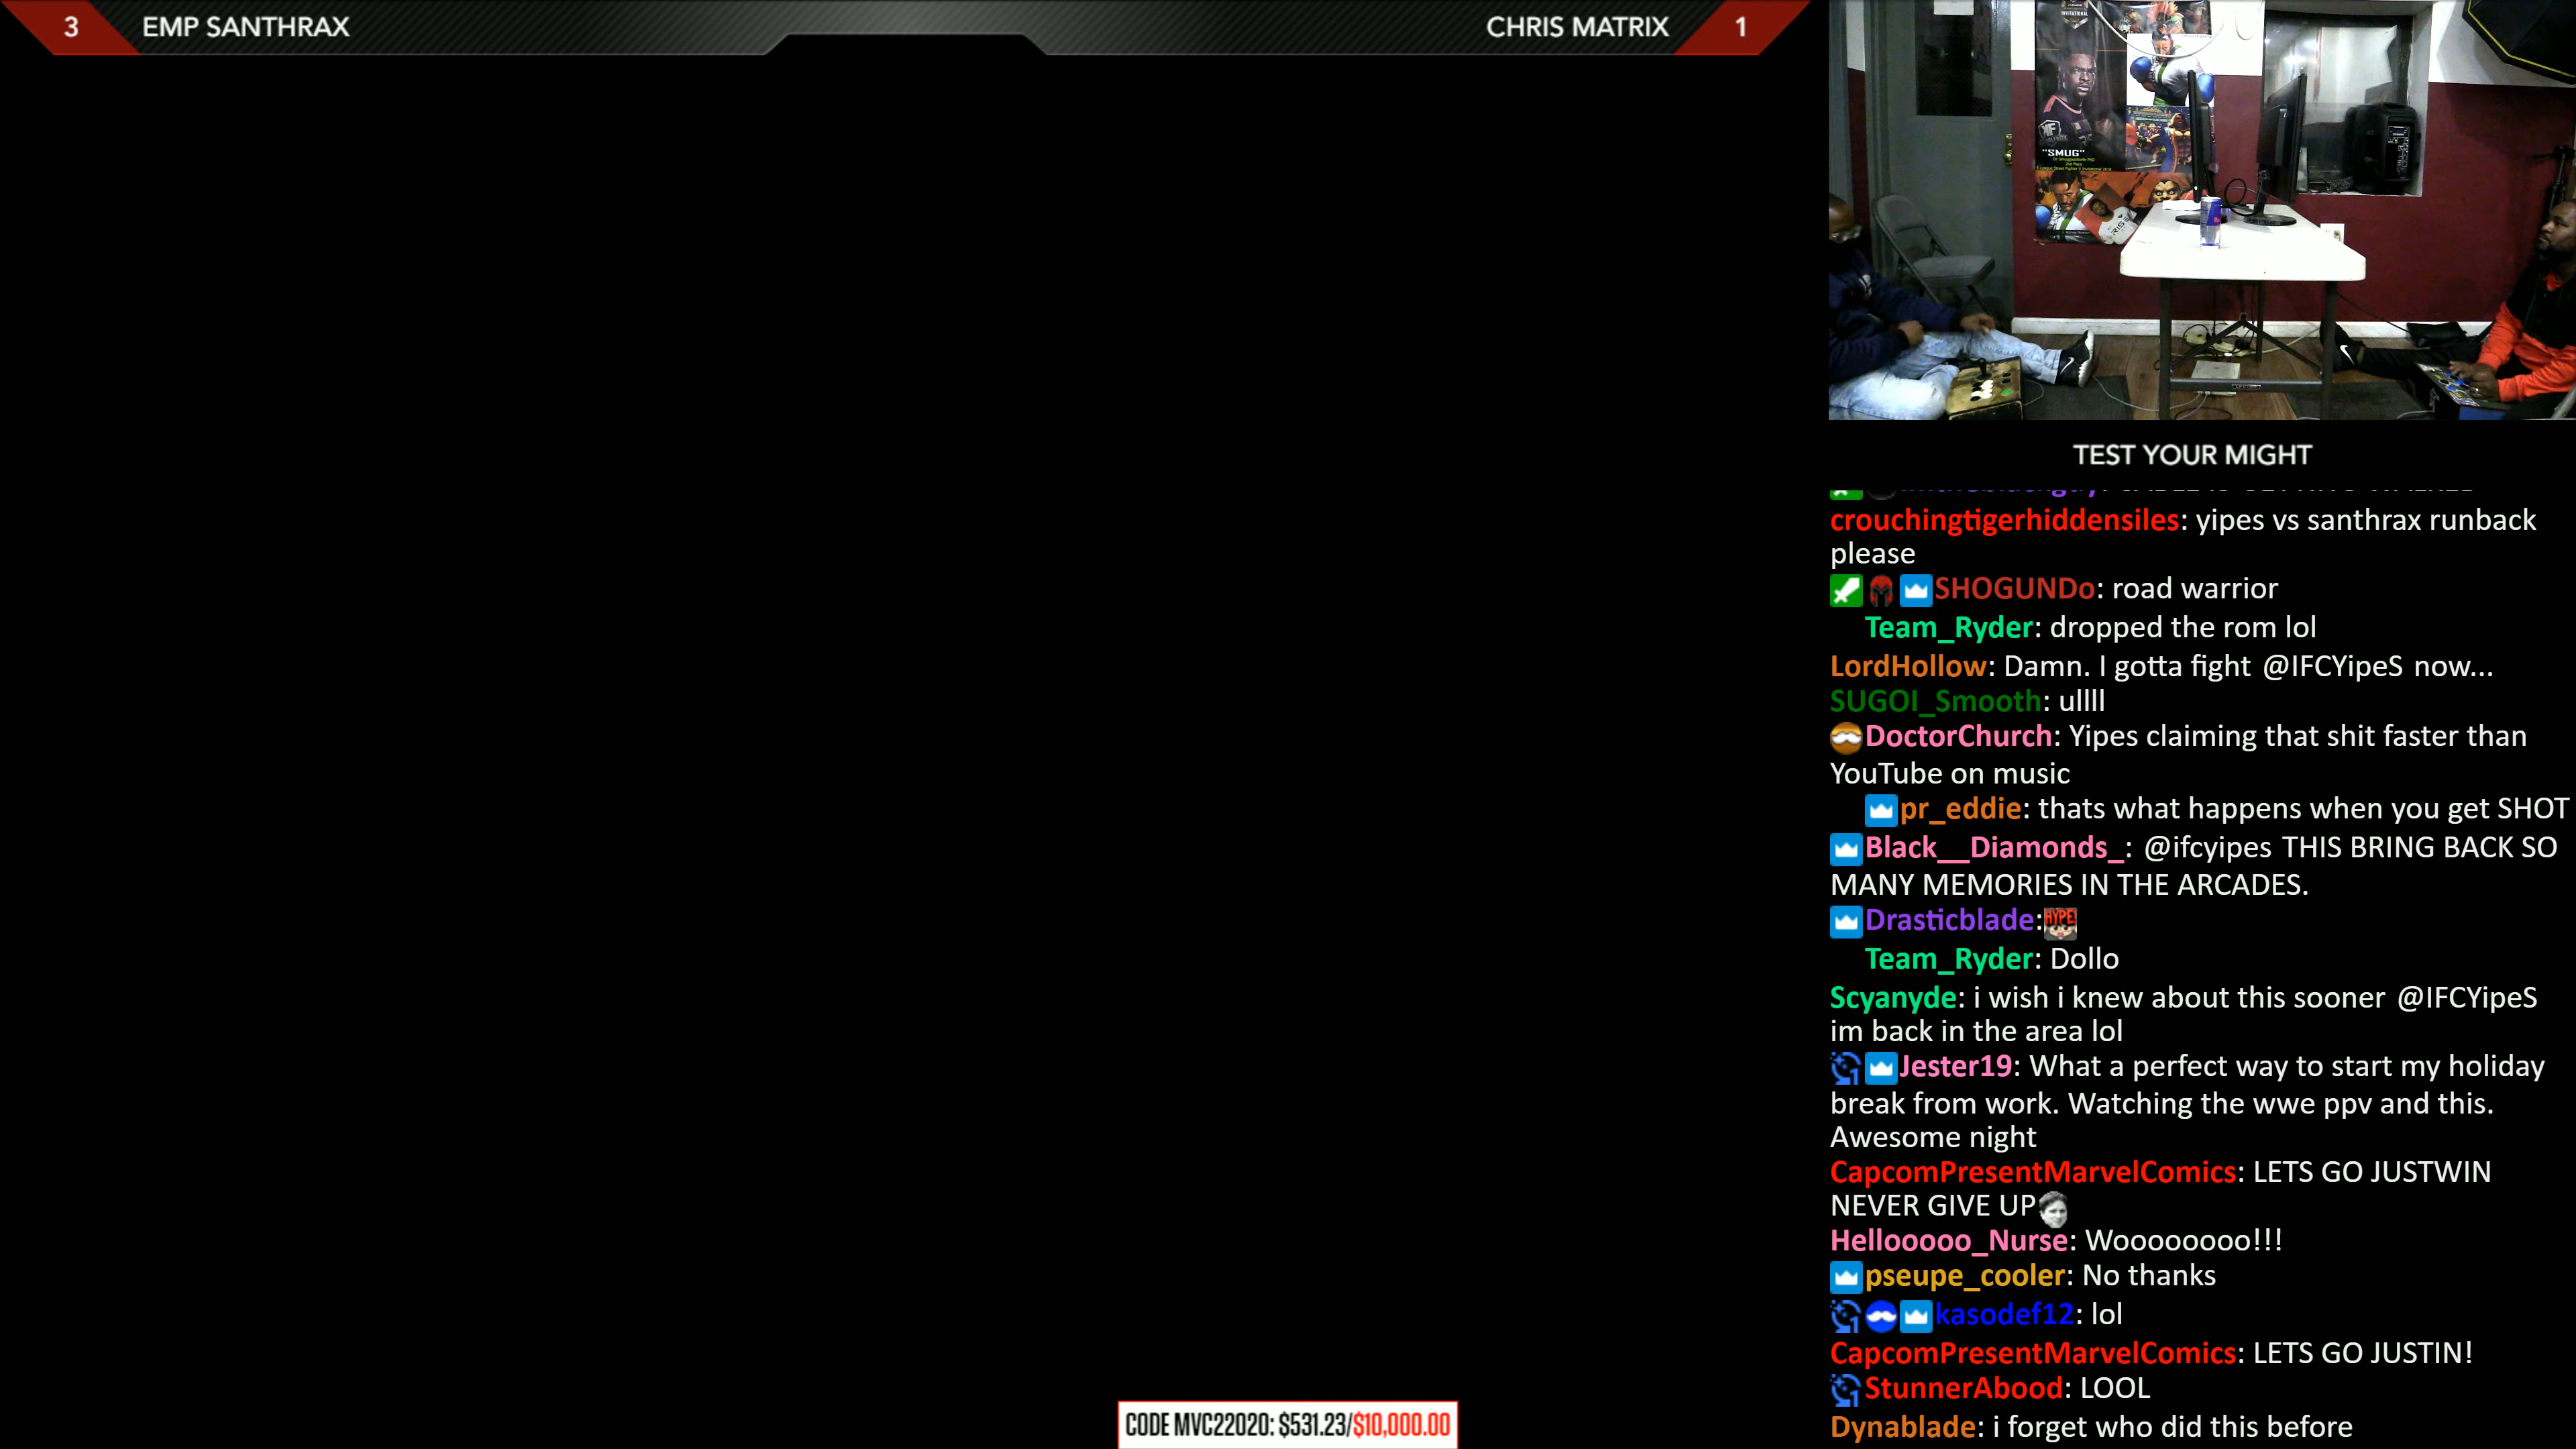 3
EMP SANTHRAX
CHRIS MATRIX
1
INVITATIONAL
"SMUG"
TEST YOUR MIGHT
crouchingtigerhiddensiles: yipes vs santhrax runback
please
SHOGUNDo: road warrior
Team_Ryder: dropped the rom lol
LordHollow: Damn. I gotta fight @IFCYipeS now...
SUGOI_Smooth: ullll
DoctorChurch: Yipes claiming that shit faster than
YouTube on music
pr_eddie: thats what happens when you get SHOT
Black__Diamonds_: @ifcyipes THIS BRING BACK SO
MANY MEMORIES IN THE ARCADES.
Drasticblade:
HYPE!
Team_Ryder: Dollo
Scyanyde: i wish i knew about this sooner @IFCYipeS
im back in the area lol
Jester19: What a perfect way to start my holiday
break from work. Watching the wwe ppv and this.
Awesome night
CapcomPresentMarvelComics: LETS GO JUSTWIN
NEVER GIVE UP
Hellooooo_Nurse: Woooooooo!!!
pseupe_cooler: No thanks
kasodef12: lol
CapcomPresentMarvelComics: LETS GO JUSTIN!
StunnerAbood: LOOL
Dynablade: i forget who did this before
CODE MVC22020: $531.23/$10,000.00